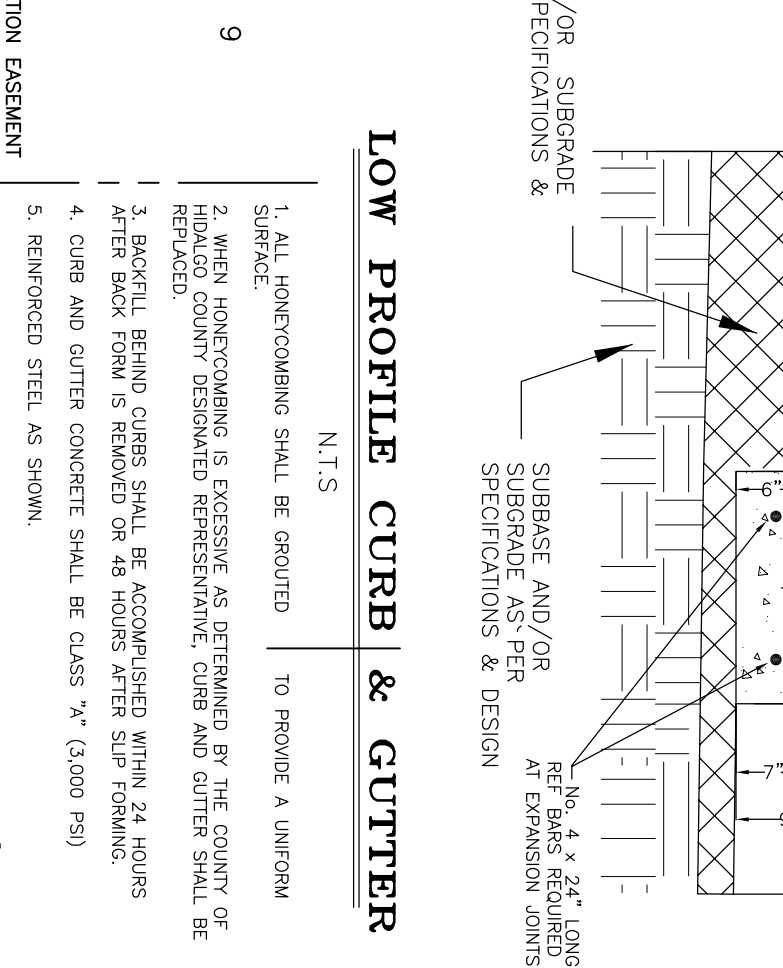 /OR SUBGRADE
PECIFICATIONS &
6"
7"
No. 4 x 24" LONG
REF BARS REQUIRED
AT EXPANSION JOINTS
SUBBASE AND/OR
SUBGRADE AS` PER
SPECIFICATIONS & DESIGN
LOW PROFILE CURB & GUTTER
N.T.S
1. ALL HONEYCOMBING SHALL BE GROUTED TO PROVIDE A UNIFORM
SURFACE.
2. WHEN HONEYCOMBING IS EXCESSIVE AS DETERMINED BY THE COUNTY OF
HIDALGO COUNTY DESIGNATED REPRESENTATIVE, CURB AND GUTTER SHALL BE
REPLACED.
3. BACKFILL BEHIND CURBS SHALL BE ACCOMPLISHED WITHIN 24 HOURS
AFTER BACK FORM IS REMOVED OR 48 HOURS AFTER SLIP FORMING.
4. CURB AND GUTTER CONCRETE SHALL BE CLASS "A" (3,000 PSI)
5. REINFORCED STEEL AS SHOWN.
9
TION EASEMENT